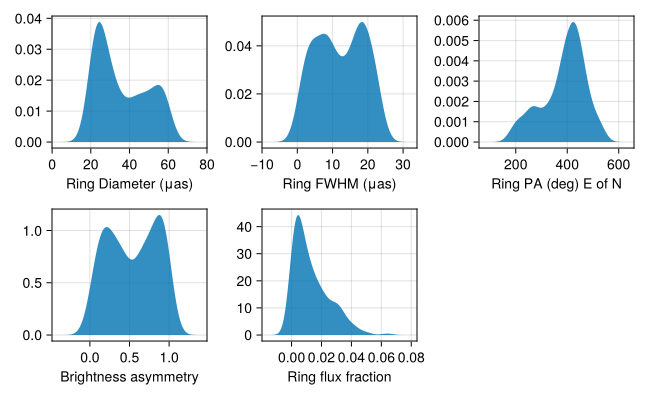 0.04
0.03
0.02
0.01
0.00
0 20 40 60 80
Ring Diameter (μas)
0.04
0.02
0.00
−10 0 10 20 30
Ring FWHM (μas)
0.006
0.005
0.004
0.003
0.002
0.001
0.000
200 400 600
Ring PA (deg) E of N
1.0
0.5
0.0
0.0 0.5 1.0
Brightness asymmetry
40
30
20
10
0
0.00 0.02 0.04 0.06 0.08
Ring flux fraction